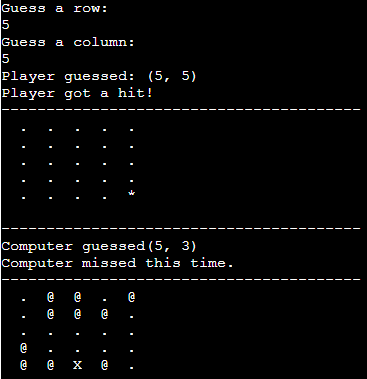 Guess a row:
5
Guess a column:
5
Player guessed: (5, 5)
Player got a hit!
----------------------------------------
. . . . .
. . . . .
. . . . .
. . . . .
. . . . *
----------------------------------------
Computer guessed(5, 3)
Computer missed this time.
----------------------------------------
. @ @ . @
. @ @ @ .
. . . . .
@ . . . .
@ @ X @ .